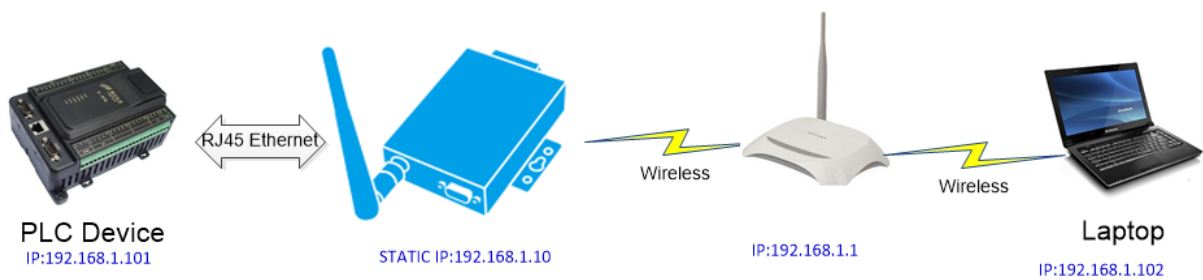 RJ45 Ethernet
Wireless
Wireless
PLC Device
Laptop
IP:192.168.1.101
STATIC IP:192.168.1.10
IP:192.168.1.1
IP:192.168.1.102